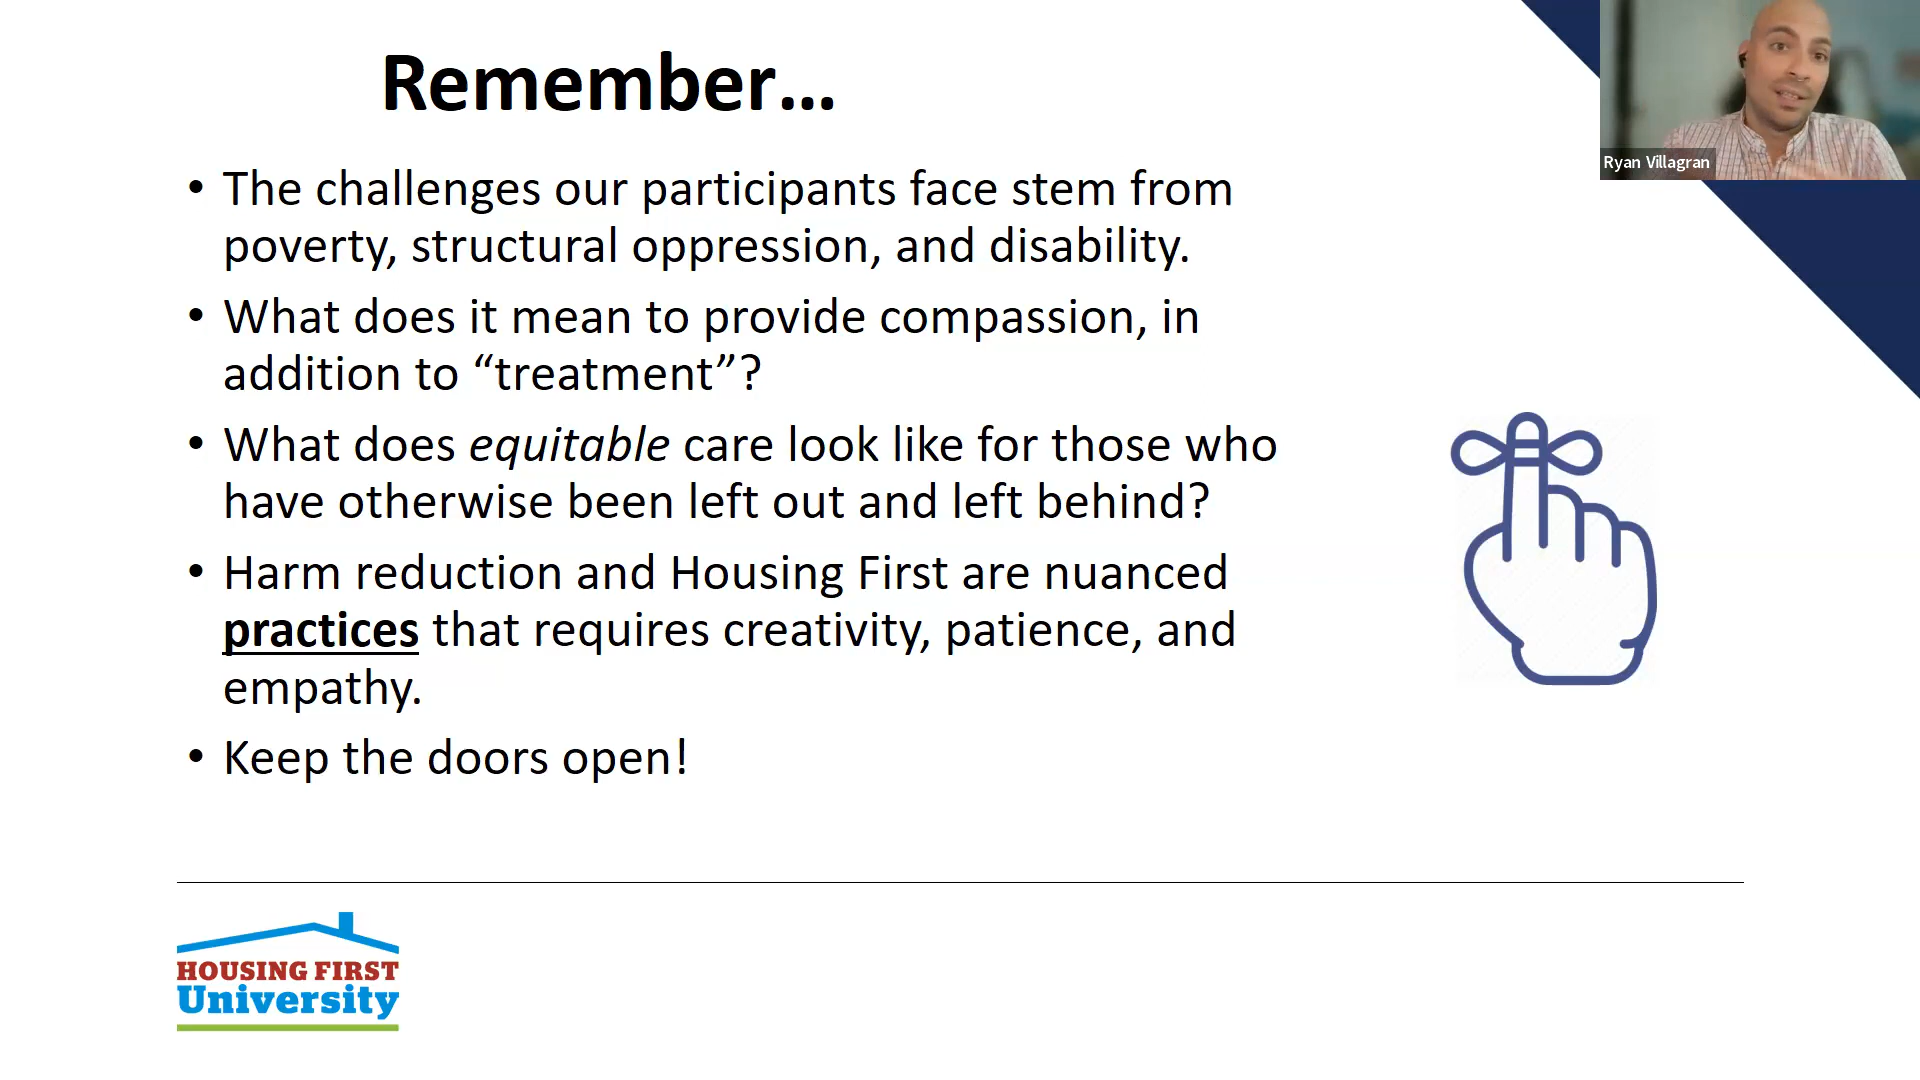 Remember...
Ryan Villagran
• The challenges our participants face stem from
poverty, structural oppression, and disability.
• What does it mean to provide compassion, in
addition to “treatment”?
• What does equitable care look like for those who
have otherwise been left out and left behind?
• Harm reduction and Housing First are nuanced
practices that requires creativity, patience, and
empathy.
• Keep the doors open!
HOUSING FIRST
University